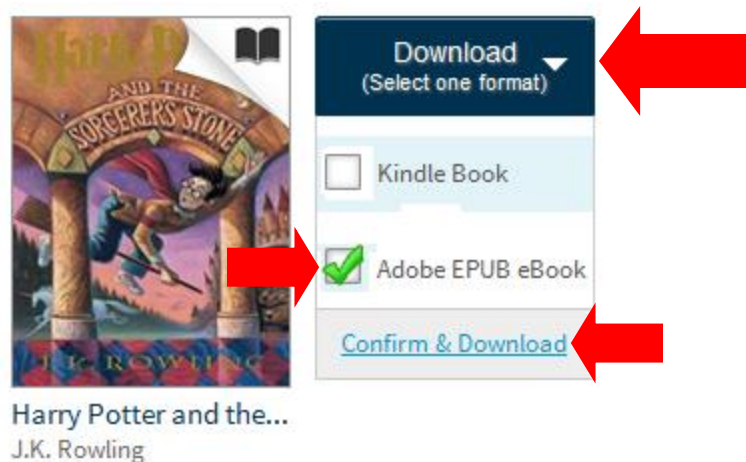 Harry P
AND THE
SORCERER'S STONE
J.K. ROWLING
Harry Potter and the...
J.K. Rowling
Download
(Select one format)
Kindle Book
Adobe EPUB eBook
Confirm & Download